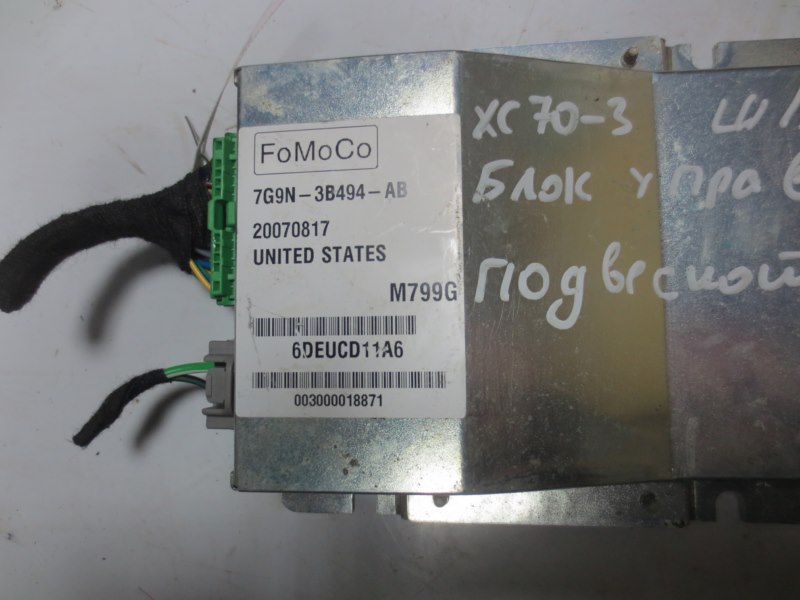 FoMoCo
7G9N-3B494-AB
20070817
UNITED STATES
M799G
6DEUCD11A6
003000018871
XC70-3
Блок упра
Подвеской